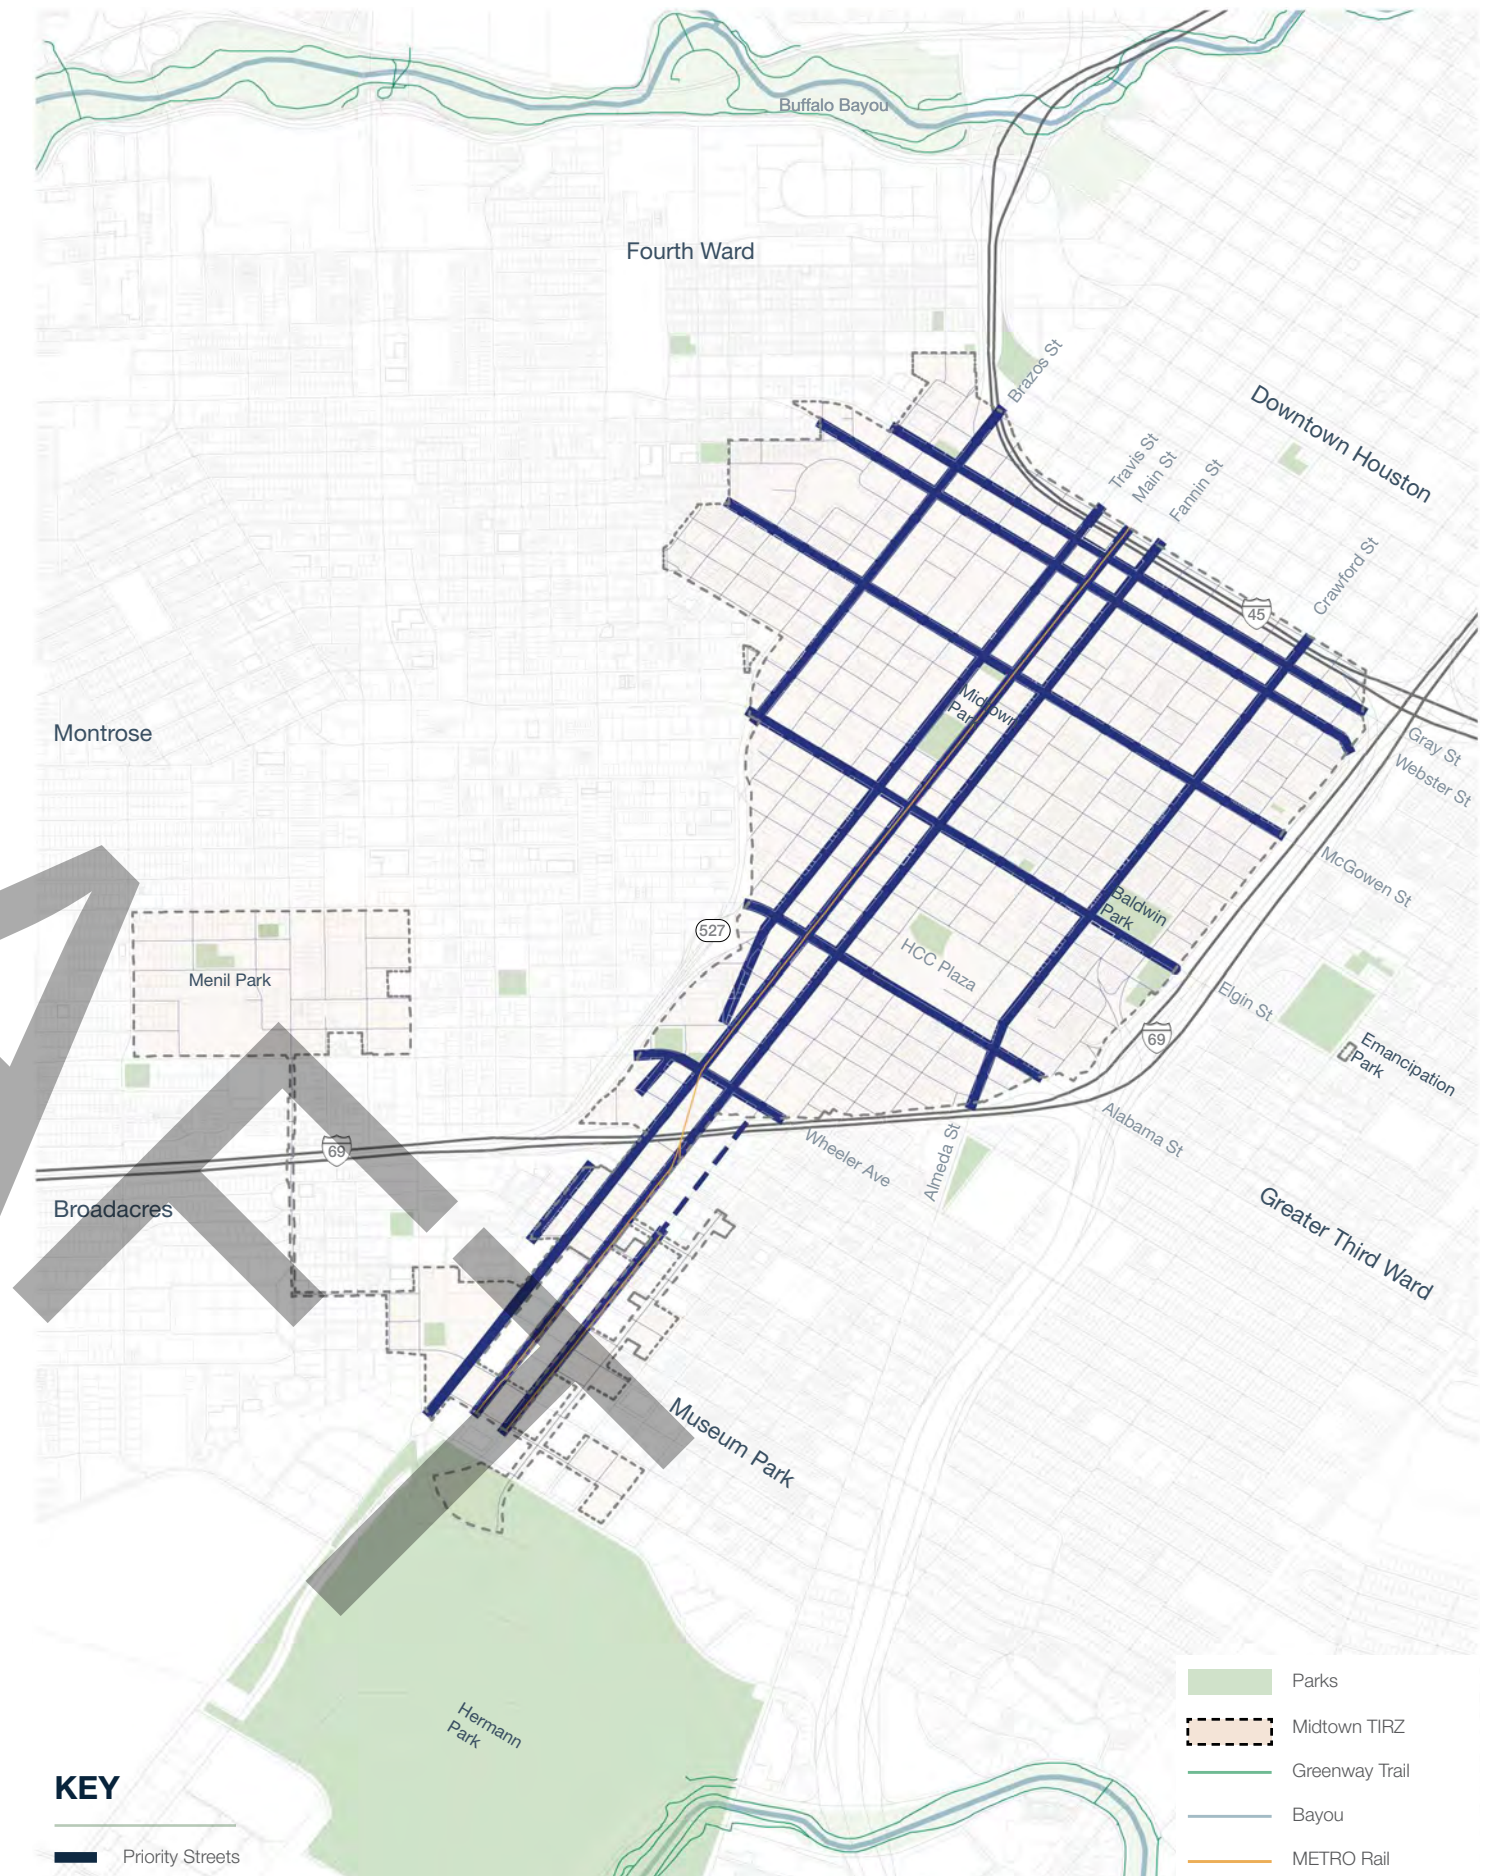 Buffalo Bayou
Fourth Ward
Brazos St
Downtown Houston
Travis St
Main St
Fannin St
Crawford St
45
Midtown
Park
Montrose
Gray St
Webster St
McGowen St
Baldwin
Park
527
HCC Plaza
Menil Park
Elgin St
69
Emancipation
Park
Alabama St
Almeda St
Wheeler Ave
69
Broadacres
Greater Third Ward
Museum Park
Hermann
Park
KEY
Priority Streets
Parks
Midtown TIRZ
Greenway Trail
Bayou
METRO Rail